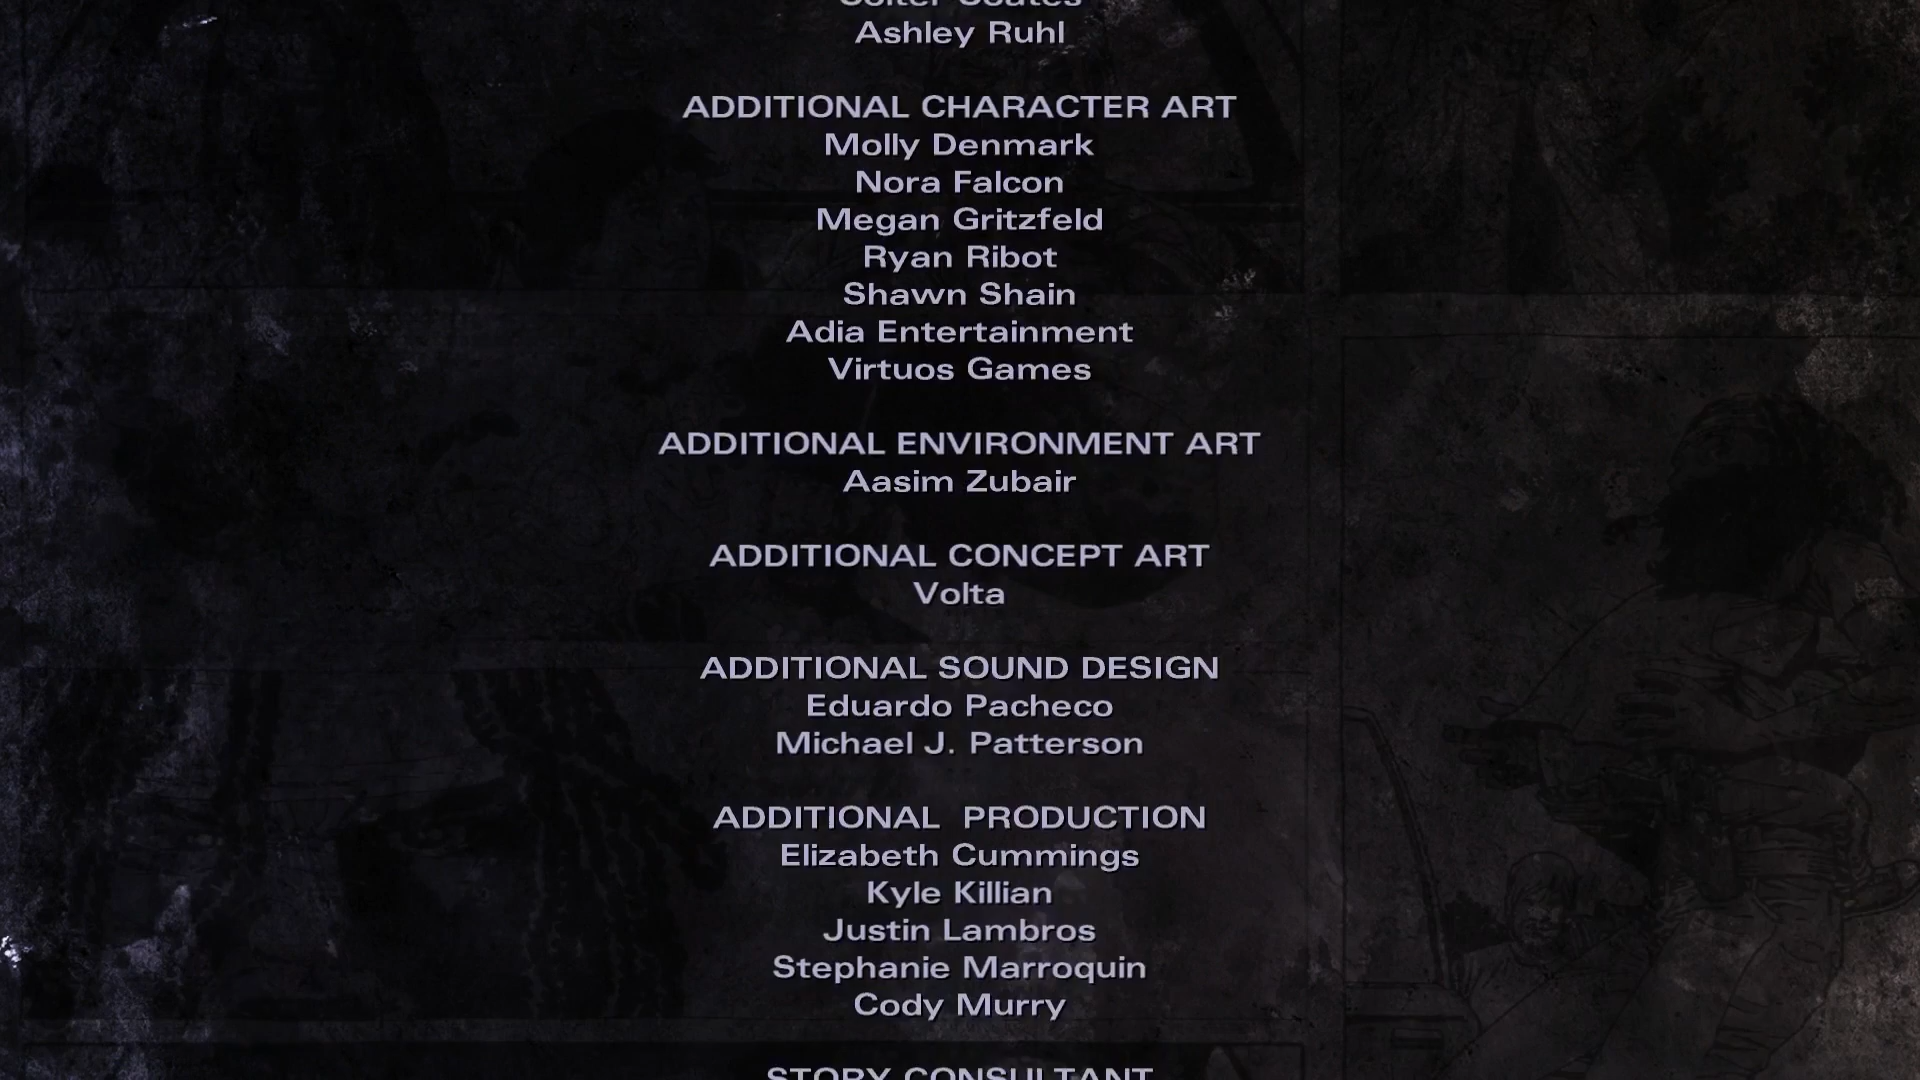 Ashley Ruhl
ADDITIONAL CHARACTER ART
Molly Denmark
Nora Falcon
Megan Gritzfeld
Ryan Ribot
Shawn Shain
Adia Entertainment
Virtuos Games
ADDITIONAL ENVIRONMENT ART
Aasim Zubair
ADDITIONAL CONCEPT ART
Volta
ADDITIONAL SOUND DESIGN
Eduardo Pacheco
Michael J. Patterson
ADDITIONAL  PRODUCTION
Elizabeth Cummings
Kyle Killian
Justin Lambros
Stephanie Marroquin
Cody Murry
STORY CONSULTANT